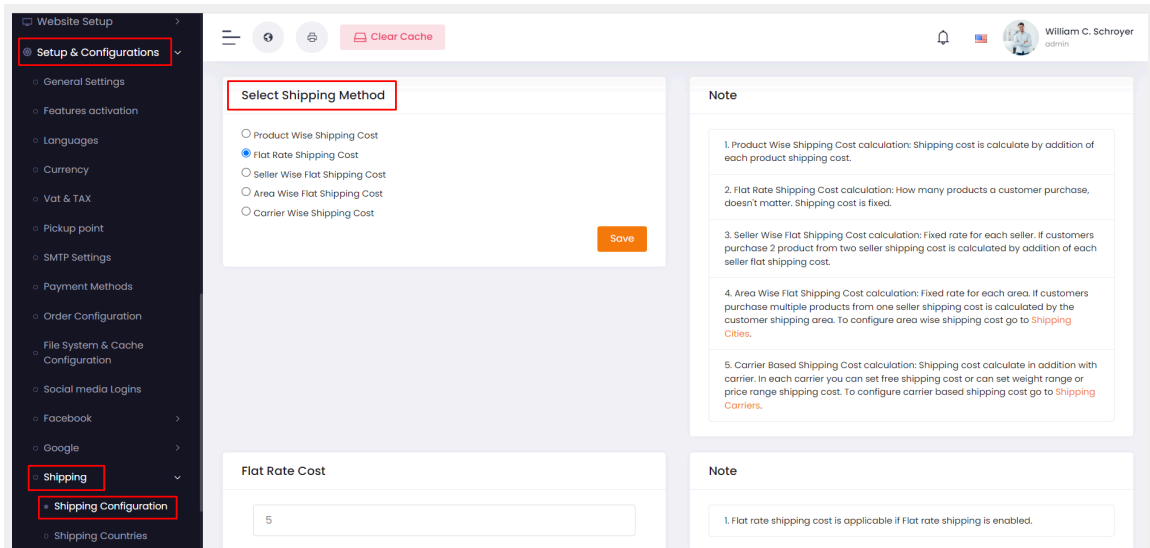 Website Setup
Setup & Configurations
General Settings
Features activation
Languages
Currency
Vat & TAX
Pickup point
SMTP Settings
Payment Methods
Order Configuration
File System & Cache
Configuration
Social media Logins
Facebook
Google
Shipping
Shipping Configuration
Shipping Countries
Clear Cache
William C. Schroyer
admin
Select Shipping Method
Product Wise Shipping Cost
Flat Rate Shipping Cost
Seller Wise Flat Shipping Cost
Area Wise Flat Shipping Cost
Carrier Wise Shipping Cost
Save
Note
1. Product Wise Shipping Cost calculation: Shipping cost is calculate by addition of
each product shipping cost.
2. Flat Rate Shipping Cost calculation: How many products a customer purchase,
doesn't matter. Shipping cost is fixed.
3. Seller Wise Flat Shipping Cost calculation: Fixed rate for each seller. If customers
purchase 2 product from two seller shipping cost is calculated by addition of each
seller flat shipping cost.
4. Area Wise Flat Shipping Cost calculation: Fixed rate for each area. If customers
purchase multiple products from one seller shipping cost is calculated by the
customer shipping area. To configure area wise shipping cost go to Shipping
Cities.
5. Carrier Based Shipping Cost calculation: Shipping cost calculate in addition with
carrier. In each carrier you can set free shipping cost or can set weight range or
price range shipping cost. To configure carrier based shipping cost go to Shipping
Carriers.
Flat Rate Cost
5
Note
1. Flat rate shipping cost is applicable if Flat rate shipping is enabled.